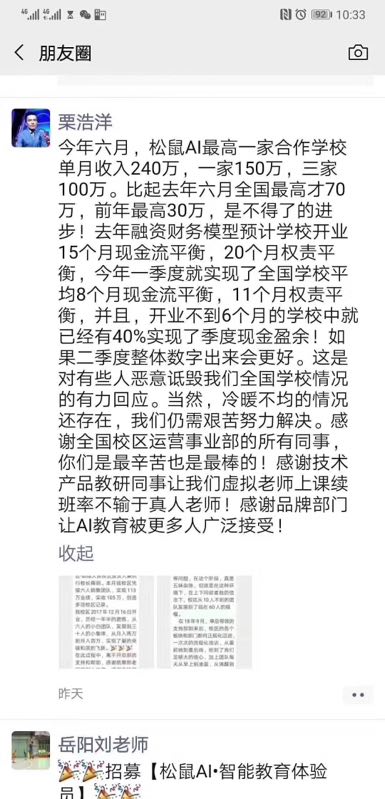 4G 4G 92 10:33
朋友圈
栗浩洋
今年六月，松鼠AI最高一家合作学校
单月收入240万，一家150万，三家
100万。比起去年六月全国最高才70
万，前年最高30万，是不得了的进
步！去年融资财务模型预计学校开业
15个月现金流平衡，20个月权责平
衡，今年一季度就实现了全国学校平
均8个月现金流平衡，11个月权责平
衡，并且，开业不到6个月的学校中就
已经有40%实现了季度现金盈余！如
果二季度整体数字出来会更好。这是
对有些人恶意诋毁我们全国学校情况
的有力回应。当然，冷暖不均的情况
还存在，我们仍需艰苦努力解决。感
谢全国校区运营事业部的所有同事，
你们是最辛苦也是最棒的！感谢技术
产品教研同事让我们虚拟老师上课续
班率不输于真人老师！感谢品牌部门
让AI教育被更多人广泛接受！
收起
昨天
岳阳刘老师
🎉🎉招募【松鼠AI•智能教育体验
员】🎉🎉